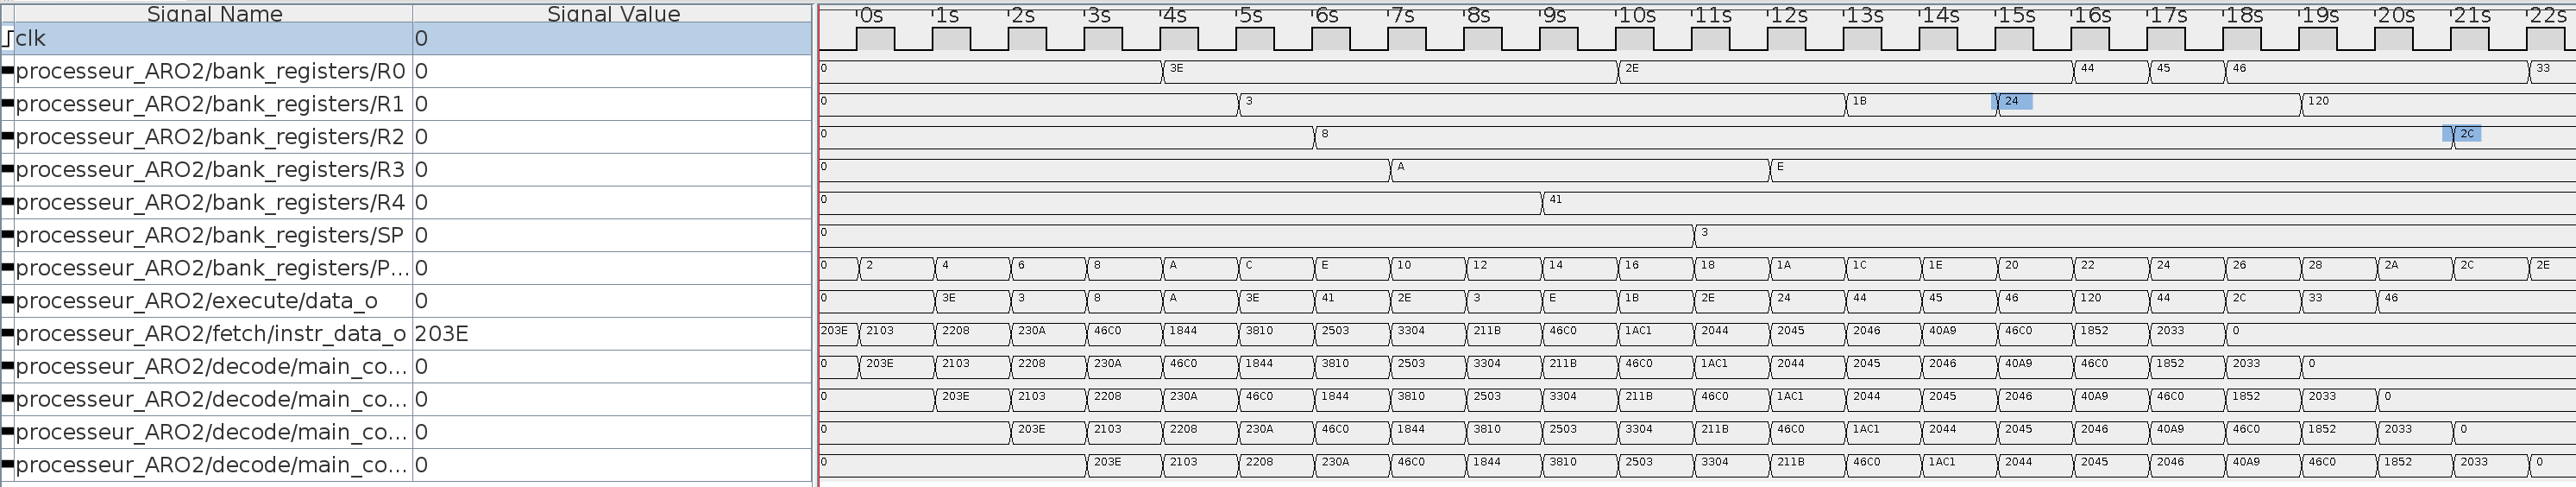 Signal Name Signal Value 0s 1s 2s 3s 4s 5s 6s 7s 8s 9s 10s 11s 12s 13s 14s 15s 16s 17s 18s 19s 20s 21s 22s
clk 0
processeur_ARO2/bank_registers/R0 0 0 3E 2E 44 45 46 33
processeur_ARO2/bank_registers/R1 0 0 3 1B 24 120
processeur_ARO2/bank_registers/R2 0 0 8 2C
processeur_ARO2/bank_registers/R3 0 0 A E
processeur_ARO2/bank_registers/R4 0 0 41
processeur_ARO2/bank_registers/SP 0 0 3
processeur_ARO2/bank_registers/P... 0 0 2 4 6 8 A C E 10 12 14 16 18 1A 1C 1E 20 22 24 26 28 2A 2C 2E
processeur_ARO2/execute/data_o 0 0 3E 3 8 A 3E 41 2E 3 E 1B 2E 24 44 45 46 120 44 2C 33 46
processeur_ARO2/fetch/instr_data_o 203E 203E 2103 2208 230A 46C0 1844 3810 2503 3304 211B 46C0 1AC1 2044 2045 2046 40A9 46C0 1852 2033 0
processeur_ARO2/decode/main_co... 0 0 203E 2103 2208 230A 46C0 1844 3810 2503 3304 211B 46C0 1AC1 2044 2045 2046 40A9 46C0 1852 2033 0
processeur_ARO2/decode/main_co... 0 0 203E 2103 2208 230A 46C0 1844 3810 2503 3304 211B 46C0 1AC1 2044 2045 2046 40A9 46C0 1852 2033 0
processeur_ARO2/decode/main_co... 0 0 203E 2103 2208 230A 46C0 1844 3810 2503 3304 211B 46C0 1AC1 2044 2045 2046 40A9 46C0 1852 2033 0
processeur_ARO2/decode/main_co... 0 0 203E 2103 2208 230A 46C0 1844 3810 2503 3304 211B 46C0 1AC1 2044 2045 2046 40A9 46C0 1852 2033 0